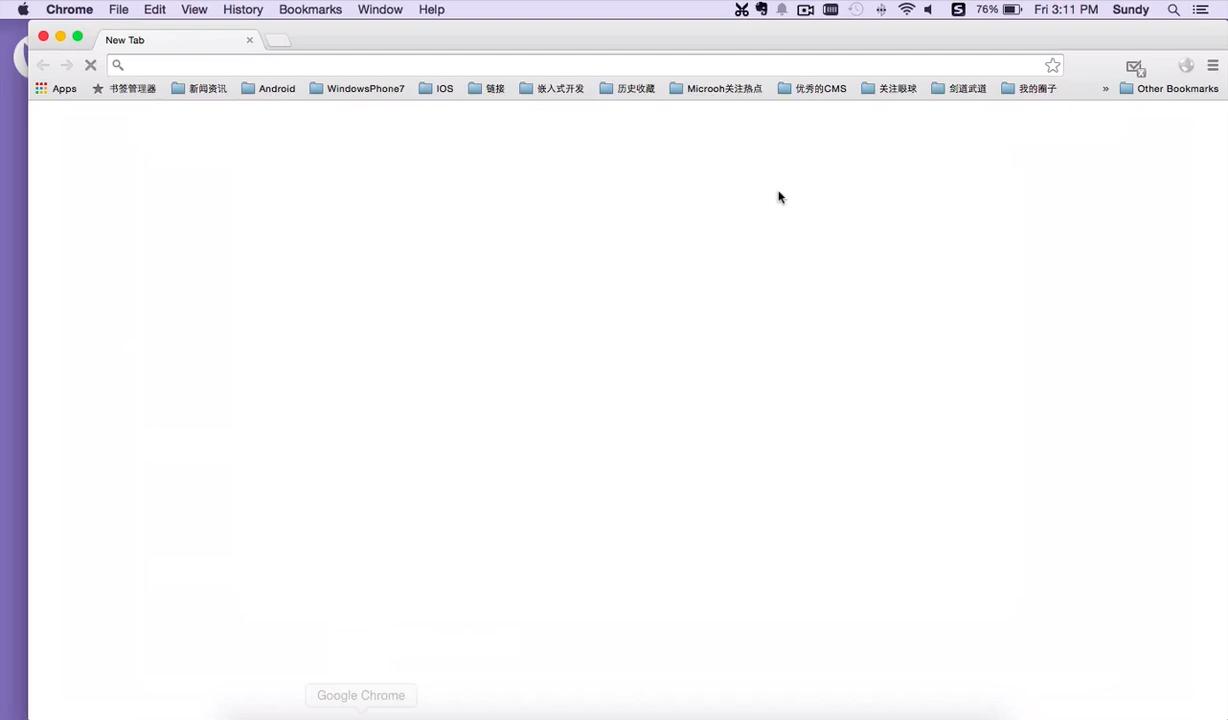 Chrome File Edit View History Bookmarks Window Help 76% Fri 3:11 PM Sundy
New Tab
Apps 书签管理器 新闻资讯 Android WindowsPhone7 IOS 链接 嵌入式开发 历史收藏 Microoh关注热点 优秀的CMS 关注眼球 剑道武道 我的圈子 » Other Bookmarks
Google Chrome